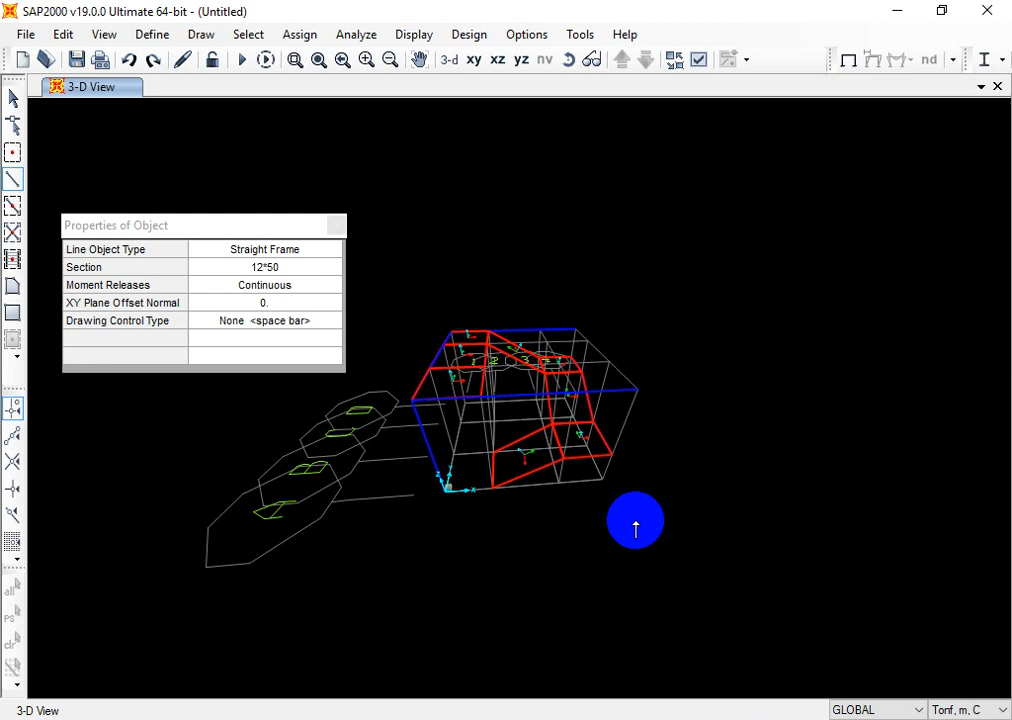 SAP2000 v19.0.0 Ultimate 64-bit - (Untitled)
File Edit View Define Draw Select Assign Analyze Display Design Options Tools Help
3-d xy xz yz nv nd
3-D View
Properties of Object
Line Object Type Straight Frame
Section 12*50
Moment Releases Continuous
XY Plane Offset Normal 0.
Drawing Control Type None <space bar>
Z Y X
all
PS
clr
3-D View GLOBAL Tonf, m, C